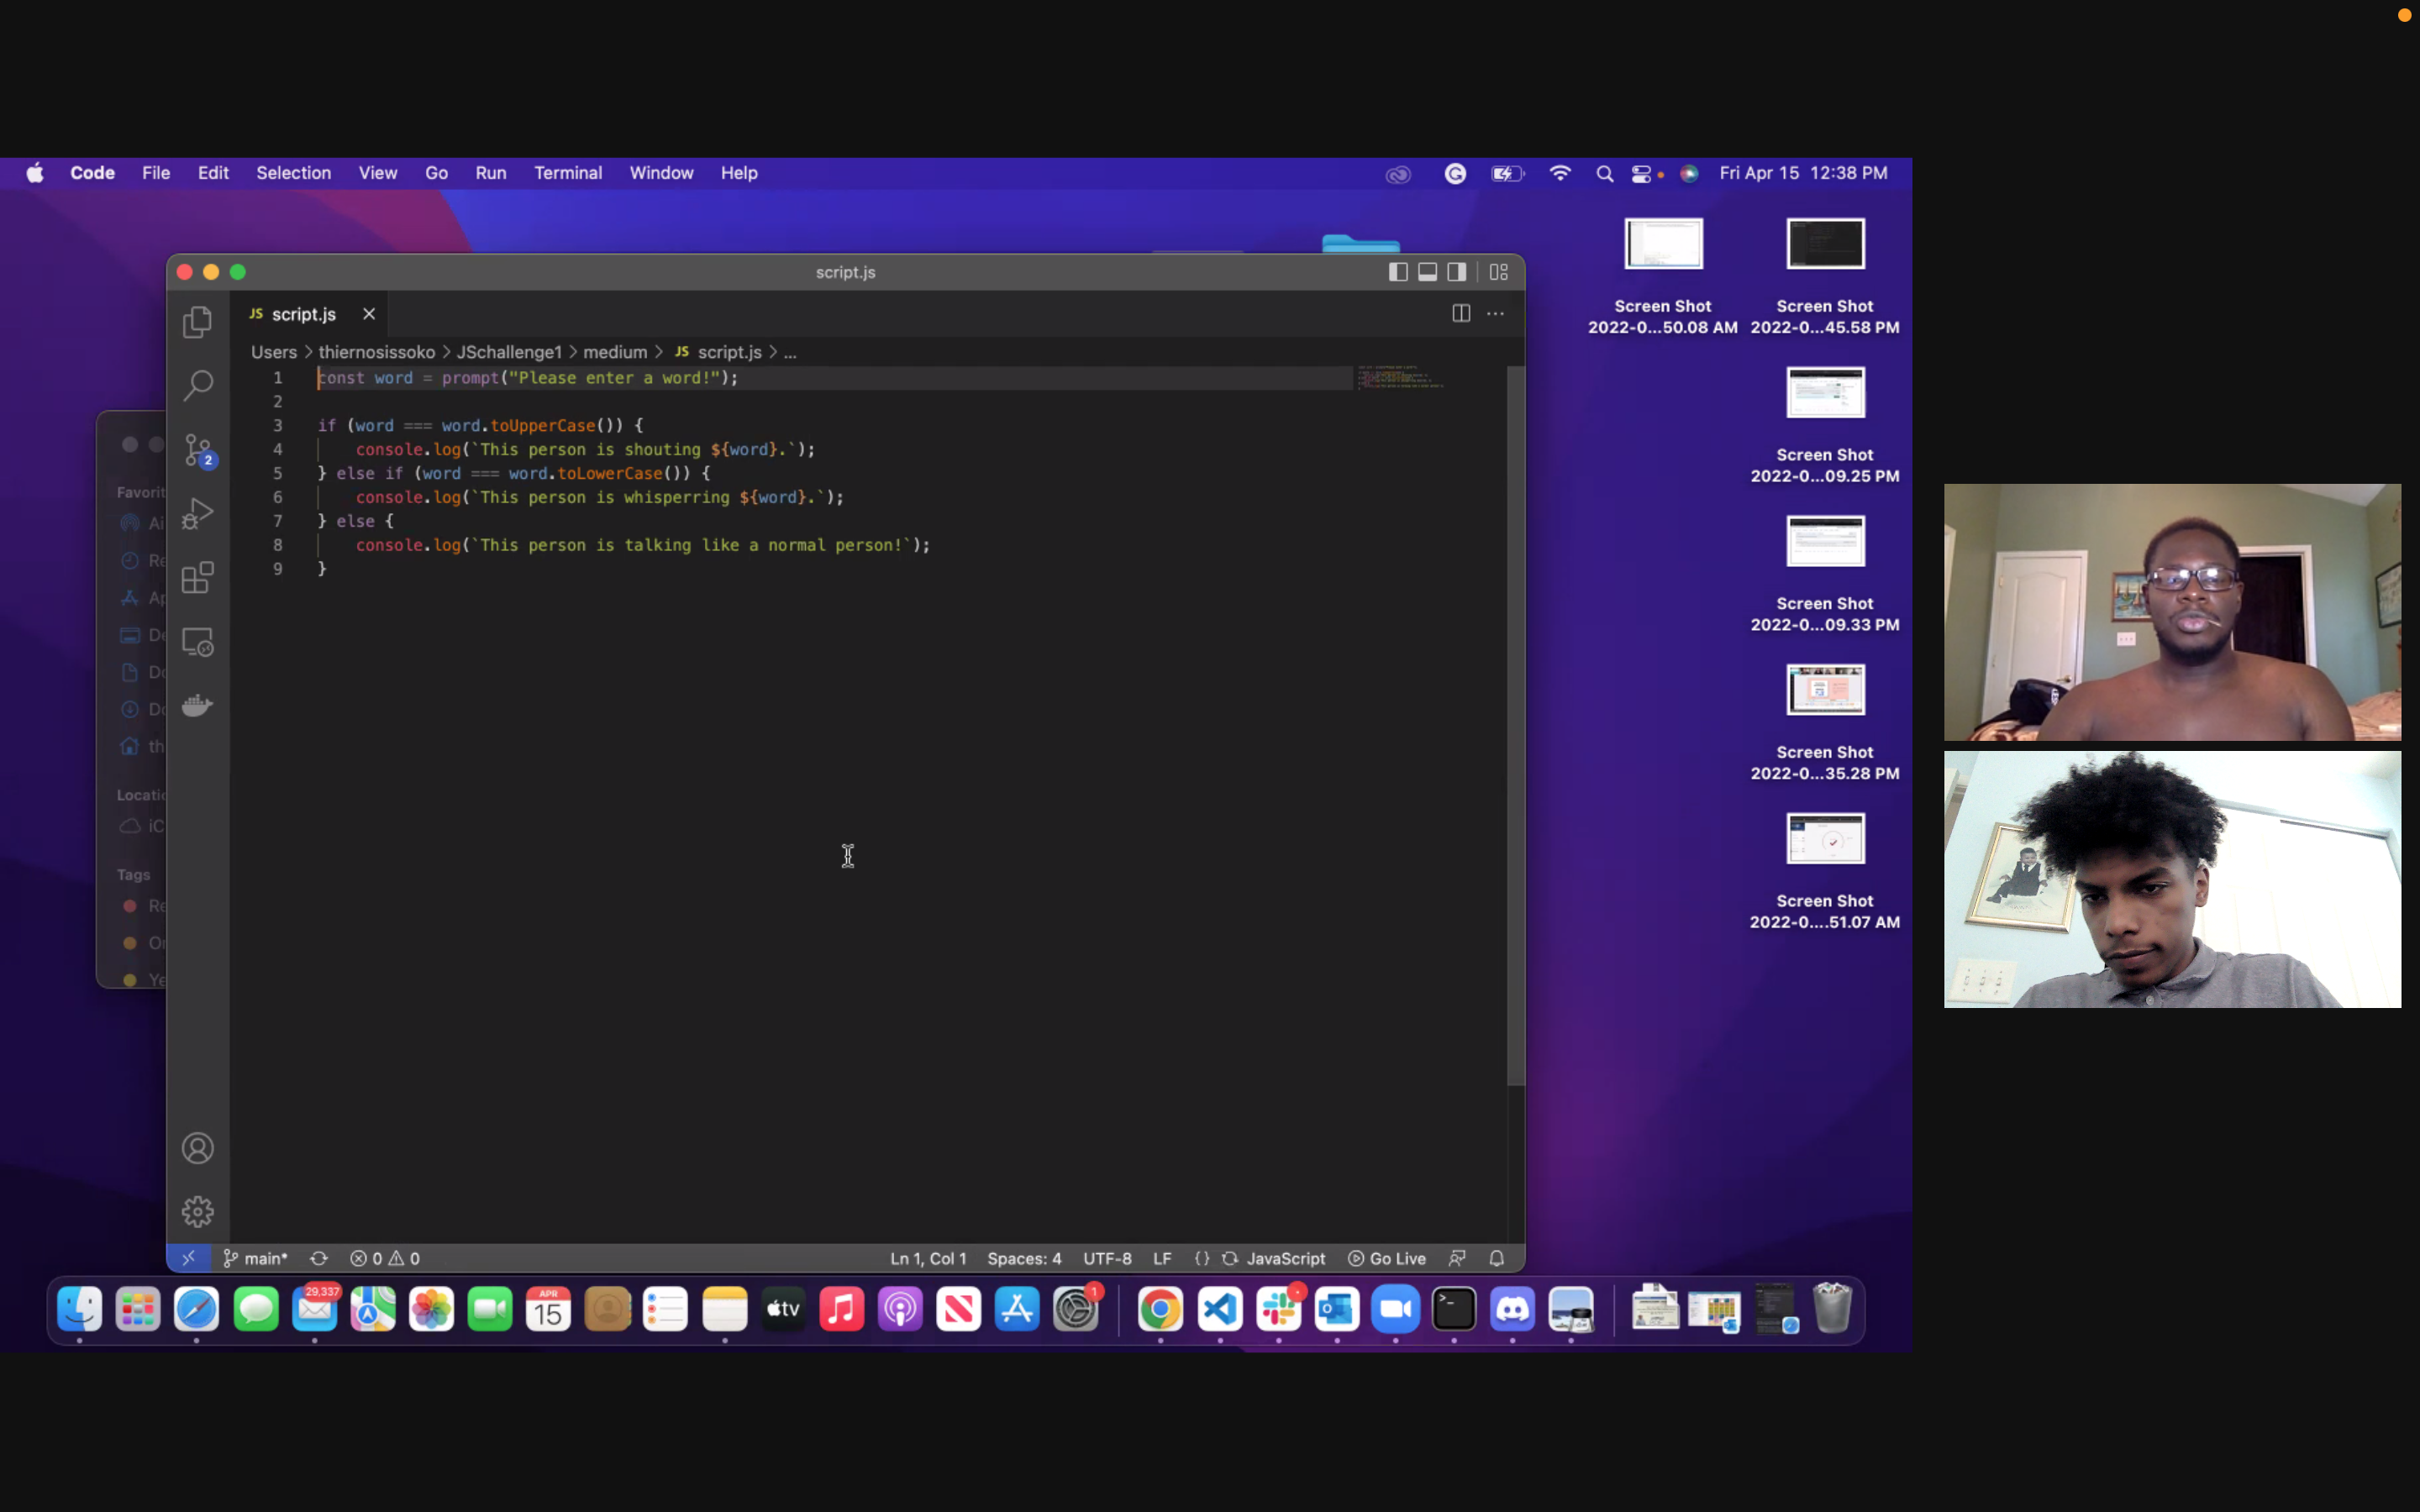 Code File Edit Selection View Go Run Terminal Window Help Fri Apr 15 12:38 PM
script.js
JS script.js
Users > thiernosissoko > JSchallenge1 > medium > JS script.js > ...
1 const word = prompt("Please enter a word!");
2
3 if (word === word.toUpperCase()) {
4 console.log(`This person is shouting ${word}.`);
5 } else if (word === word.toLowerCase()) {
6 console.log(`This person is whisperring ${word}.`);
7 } else {
8 console.log(`This person is talking like a normal person!`);
9 }
2
Favorit
Ai
Re
Ap
De
Do
Do
th
Locatio
iC
Tags
Re
Or
Ye
Screen Shot
2022-0...50.08 AM
Screen Shot
2022-0...45.58 PM
Screen Shot
2022-0...09.25 PM
Screen Shot
2022-0...09.33 PM
Screen Shot
2022-0...35.28 PM
Screen Shot
2022-0....51.07 AM
main* 0 0 Ln 1, Col 1 Spaces: 4 UTF-8 LF {} JavaScript Go Live
29,337
APR
15
tv
1